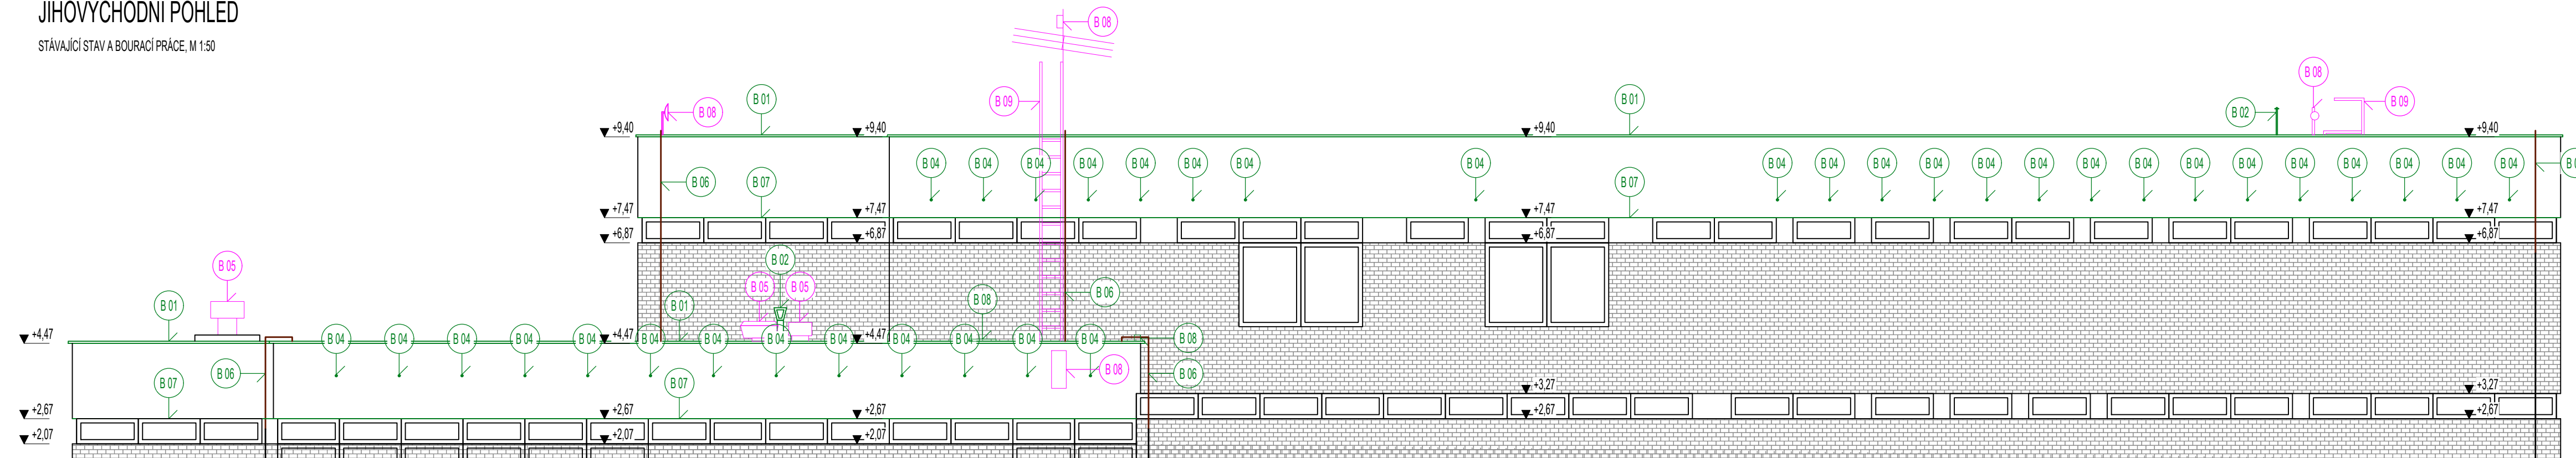 JIHOVÝCHODNÍ POHLED
STÁVAJÍCÍ STAV A BOURACÍ PRÁCE, M 1:50
B 08
B 08
B 09
B 01
B 01
B 08
B 09
B 08
B 02
+9,40 +9,40 +9,40 +9,40
B 04 B 04 B 04 B 04 B 04 B 04 B 04 B 04 B 04 B 04 B 04 B 04 B 04 B 04 B 04 B 04 B 04 B 04 B 04 B 04 B 04 B 04 B 04
B 06 B 07 B 07
+7,47 +7,47 +7,47 +7,47
+6,87 +6,87 +6,87 +6,87
B 05 B 02
B 05 B 05 B 06
B 01 B 01 B 08
+4,47 +4,47 +4,47
B 04 B 04 B 04 B 04 B 04 B 04 B 04 B 04 B 04 B 04 B 04 B 04 B 04 B 08
B 06 B 08 B 06
B 07 B 07
+3,27 +3,27
+2,67 +2,67 +2,67 +2,67 +2,67
+2,07 +2,07 +2,07